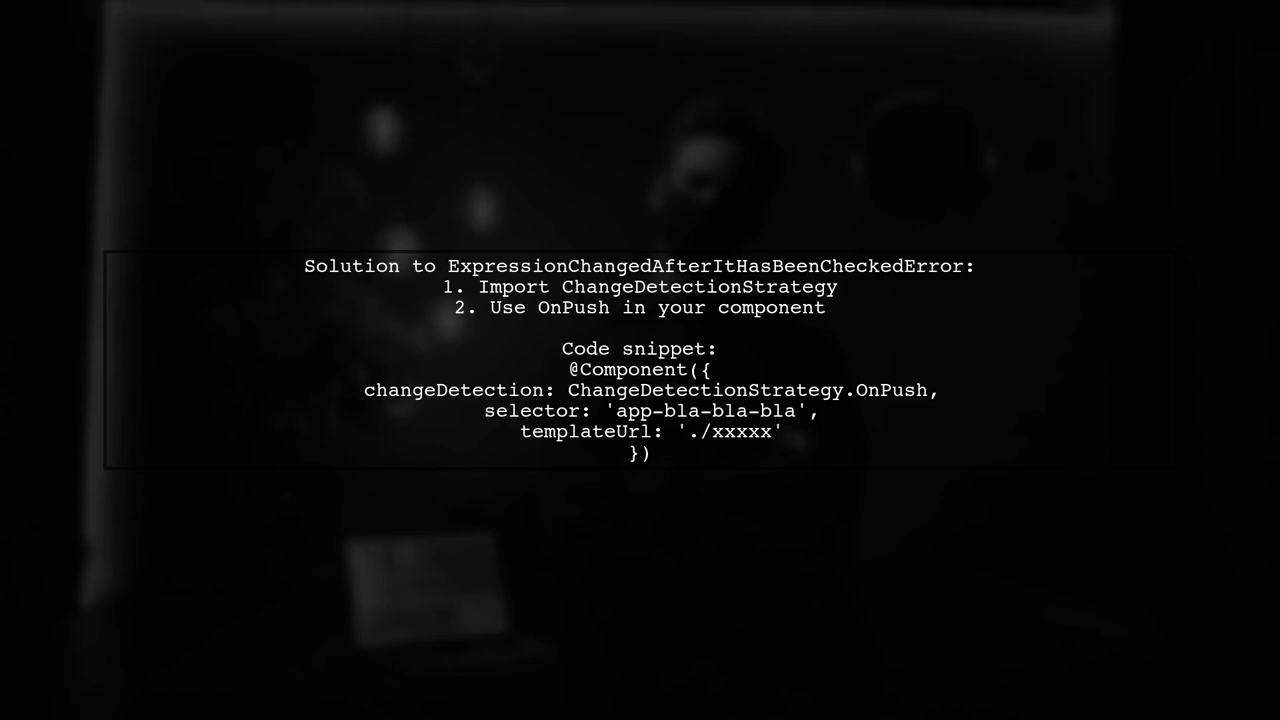 Solution to ExpressionChangedAfterItHasBeenCheckedError:
1. Import ChangeDetectionStrategy
2. Use OnPush in your component
Code snippet:
@Component({
changeDetection: ChangeDetectionStrategy.OnPush,
selector: 'app-bla-bla-bla',
templateUrl: './xxxxx'
})